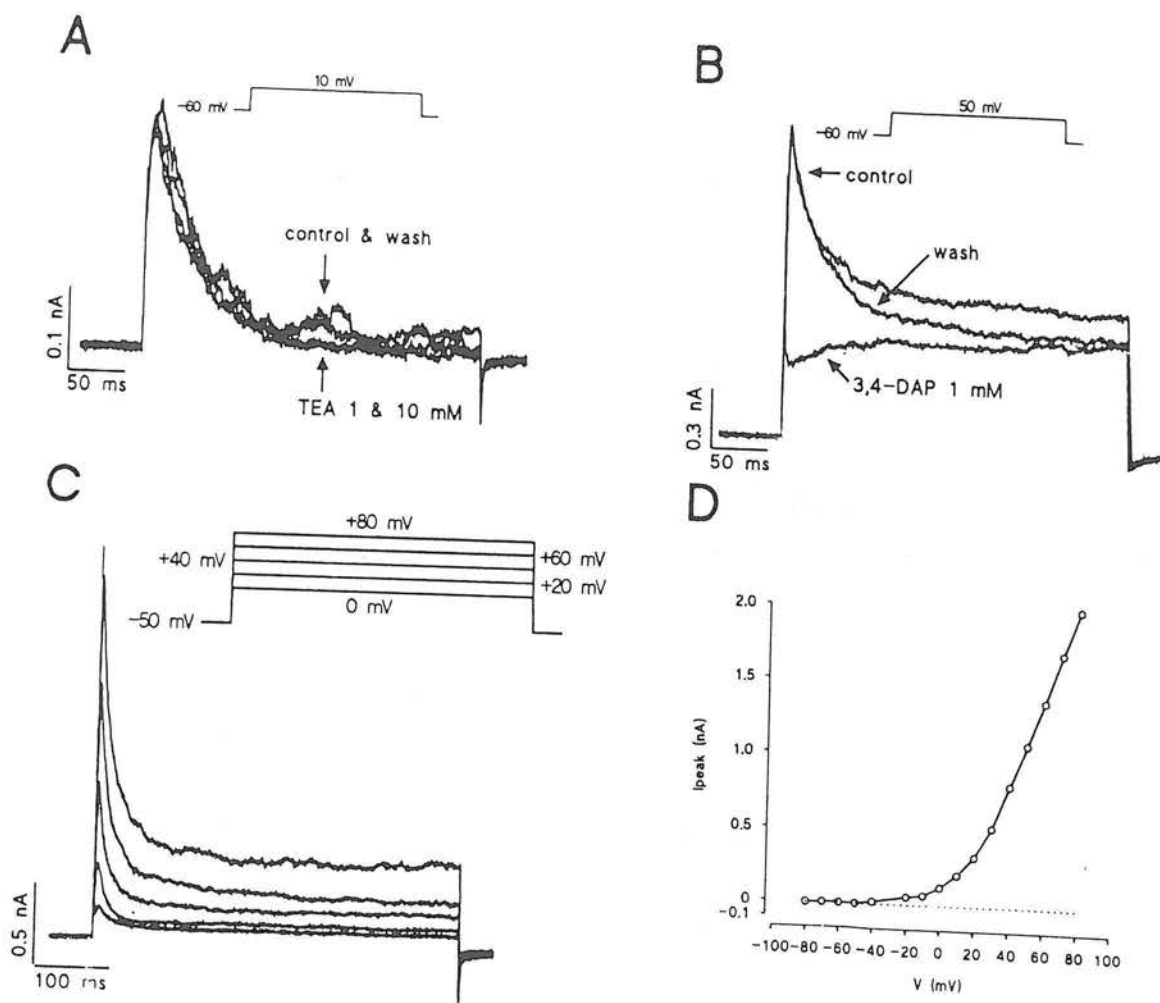 A
10 mV
−60 mV
control & wash
0.1 nA
50 ms
TEA 1 & 10 mM
B
50 mV
−60 mV
control
wash
3,4−DAP 1 mM
0.3 nA
50 ms
C
+80 mV
+40 mV
+60 mV
+20 mV
0 mV
−50 mV
0.5 nA
100 ms
D
2.0
1.5
1.0
0.5
0
−0.1
Ipeak (nA)
−100 −80 −60 −40 −20 0 20 40 60 80 100
V (mV)